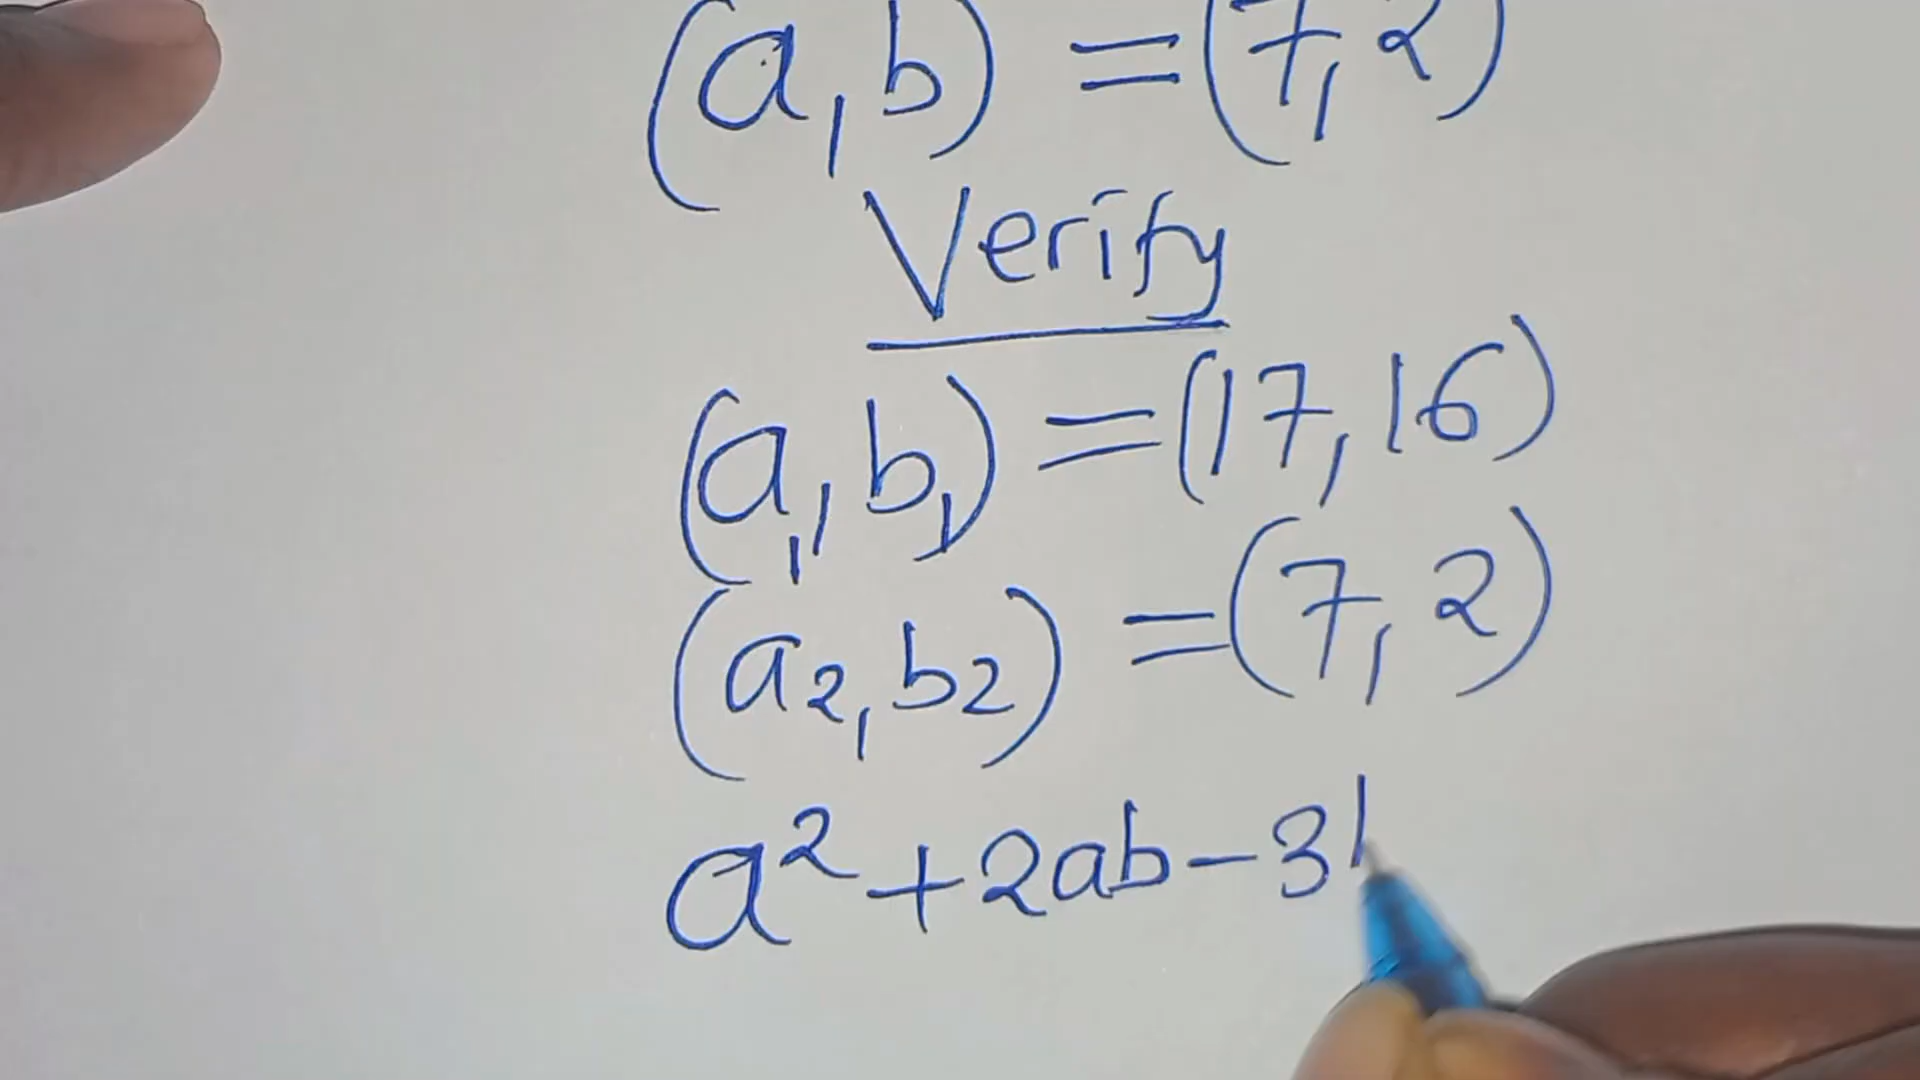 (a, b) = (7, 2)
Verify
(a₁, b₁) = (17, 16)
(a₂, b₂) = (7, 2)
a² + 2ab - 3